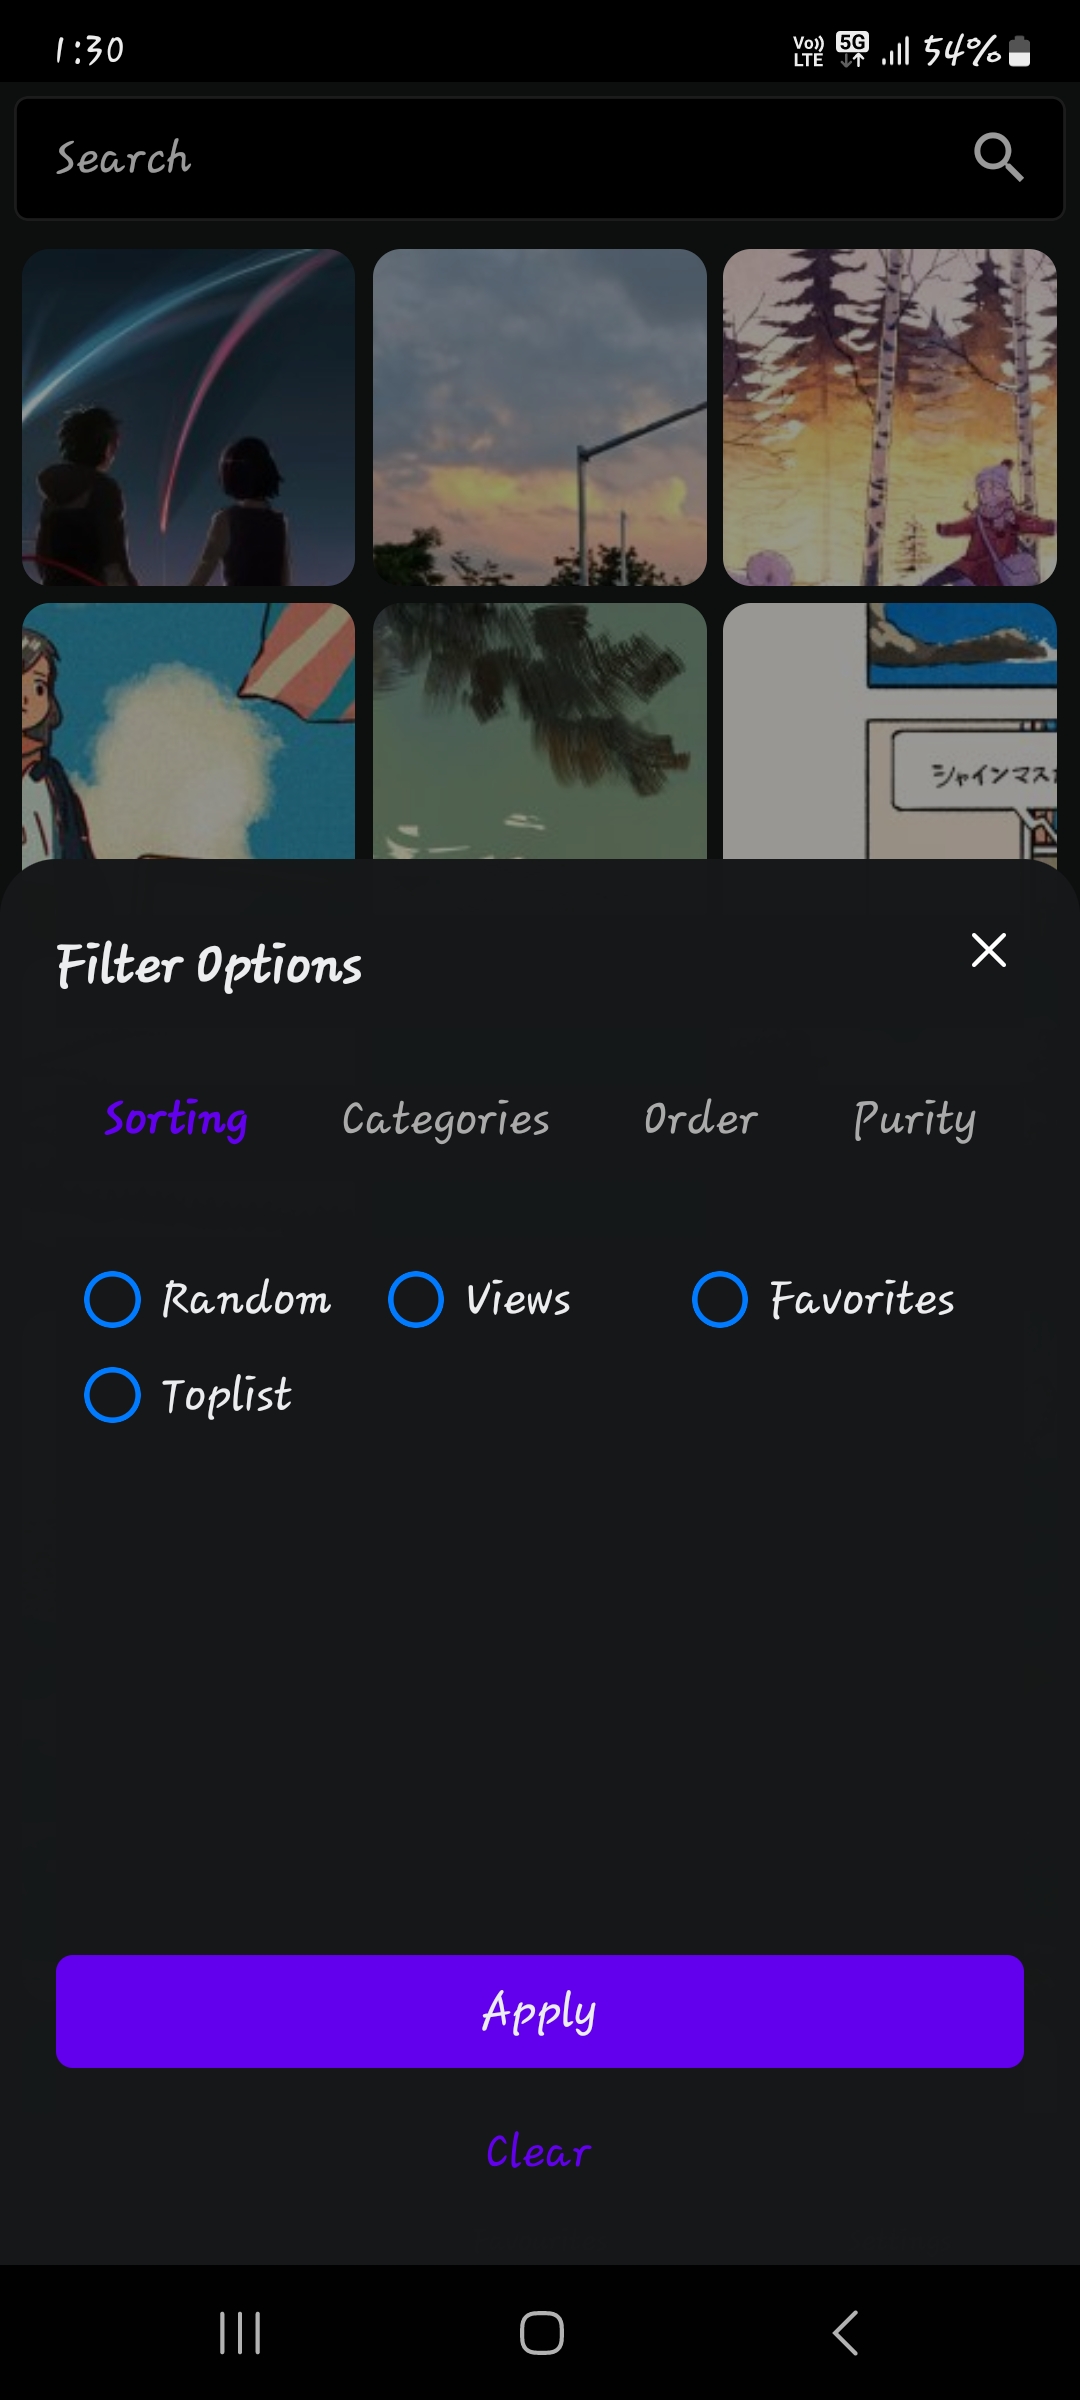 1:30 Vo)) LTE 5G 54%
Search
シャインマス
Filter Options
Sorting Categories Order Purity
Random Views Favorites
Toplist
Apply
Clear